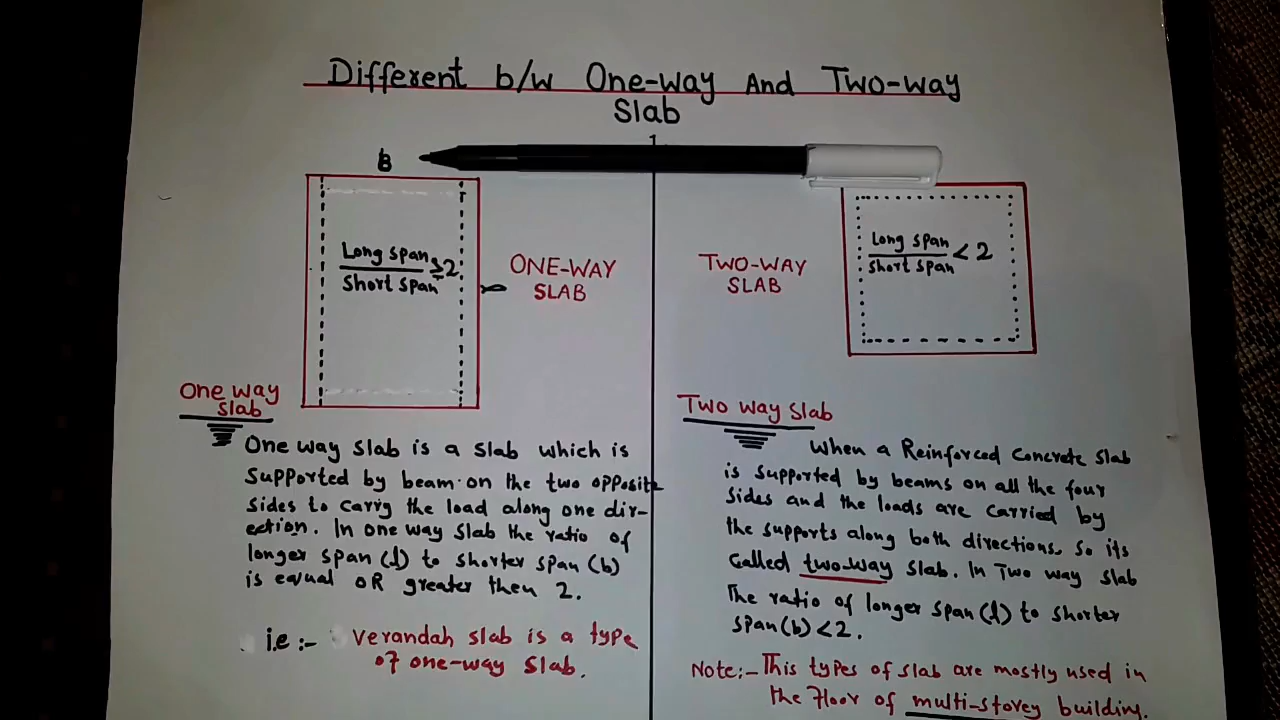 Different b/w One-way And Two-way
Slab
B
Long span
Short span
≥2
ONE-WAY
SLAB
TWO-WAY
SLAB
Long span
Short span
< 2
One way
slab
One way slab is a slab which is
supported by beam on the two opposite
sides to carry the load along one dir-
ection. In one way slab the ratio of
longer span (l) to shorter span (b)
is equal OR greater then 2.
i.e :- Verandah slab is a type
of one-way slab.
Two way slab
When a Reinforced Concrete slab
is supported by beams on all the four
sides and the loads are carried by
the supports along both directions, so its
called two-way slab. In Two way slab
The ratio of longer span (l) to shorter
span (b) <2.
Note:- This types of slab are mostly used in
the floor of multi-storey building.